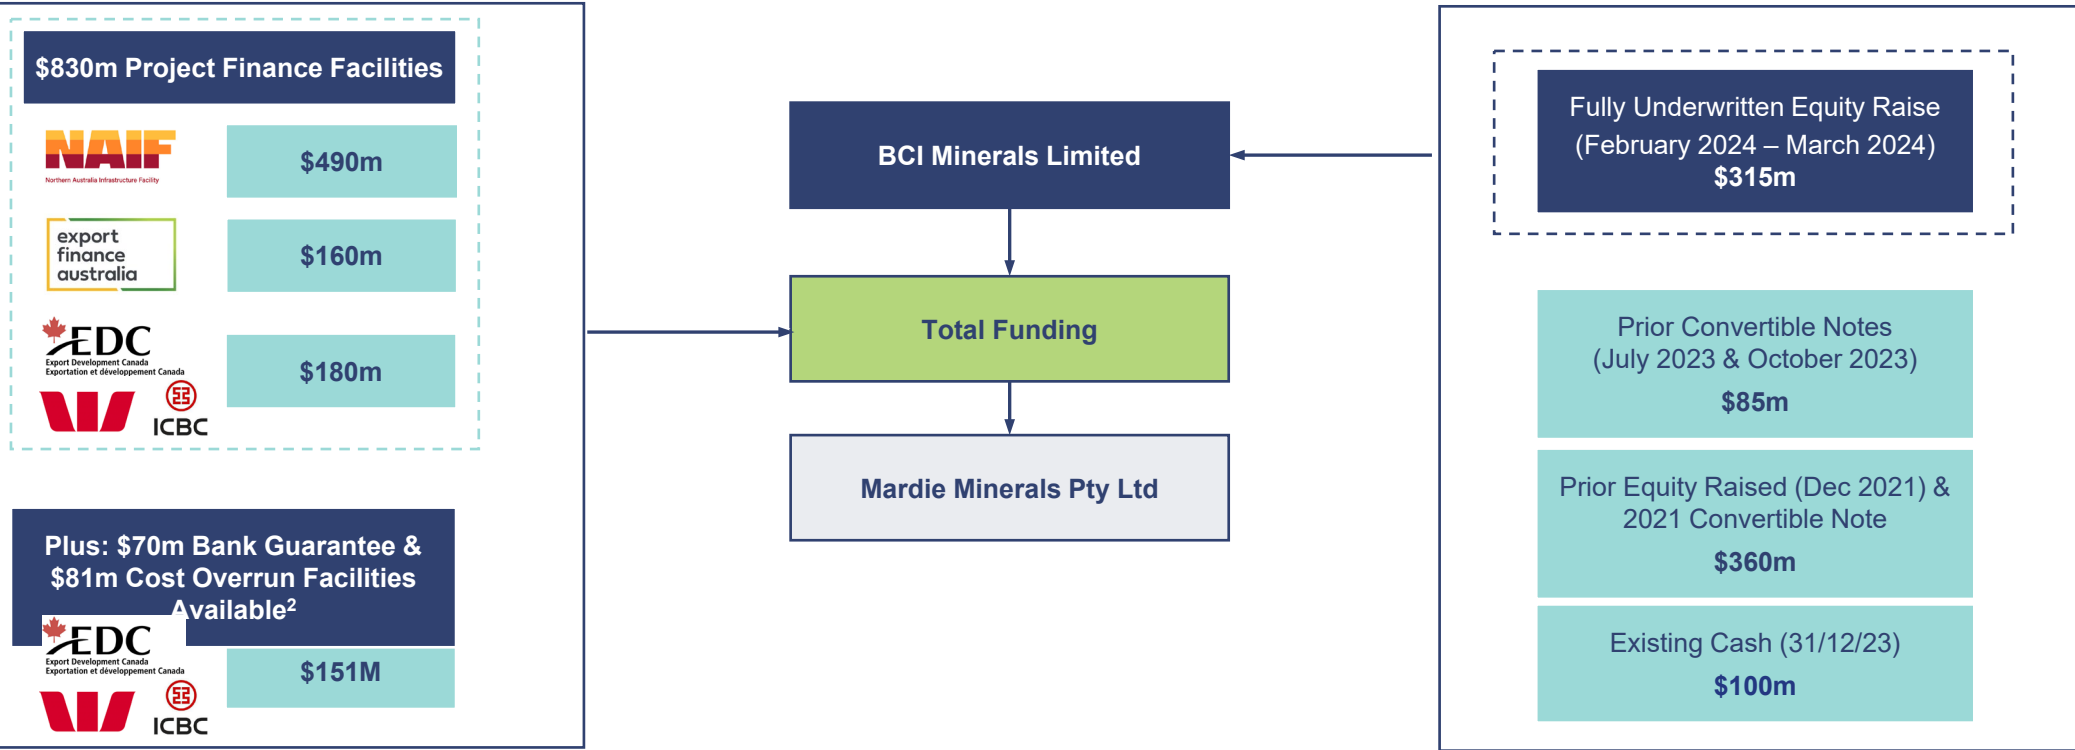 $830m Project Finance Facilities
NAIF
Northern Australia Infrastructure Facility
$490m
export
finance
australia
$160m
EDC
Export Development Canada
Exportation et développement Canada
ICBC
$180m
Plus: $70m Bank Guarantee &
$81m Cost Overrun Facilities
Available²
EDC
Export Development Canada
Exportation et développement Canada
ICBC
$151M
BCI Minerals Limited
Total Funding
Mardie Minerals Pty Ltd
Fully Underwritten Equity Raise
(February 2024 – March 2024)
$315m
Prior Convertible Notes
(July 2023 & October 2023)
$85m
Prior Equity Raised (Dec 2021) &
2021 Convertible Note
$360m
Existing Cash (31/12/23)
$100m